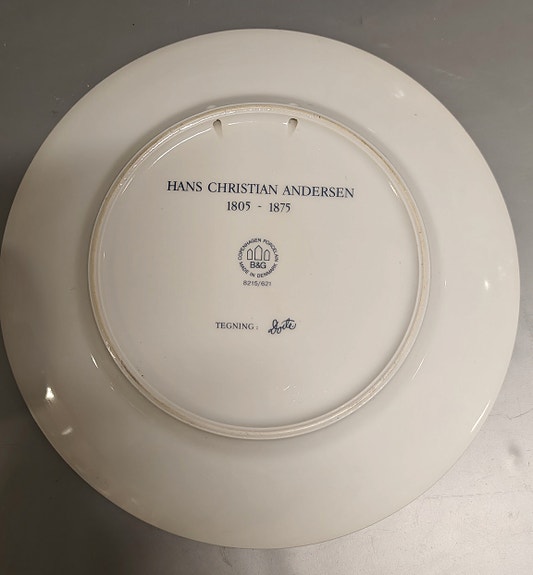 HANS CHRISTIAN ANDERSEN
1805 - 1875
COPENHAGEN PORCELAIN
B&G
MADE IN DENMARK
8215/621
TEGNING: